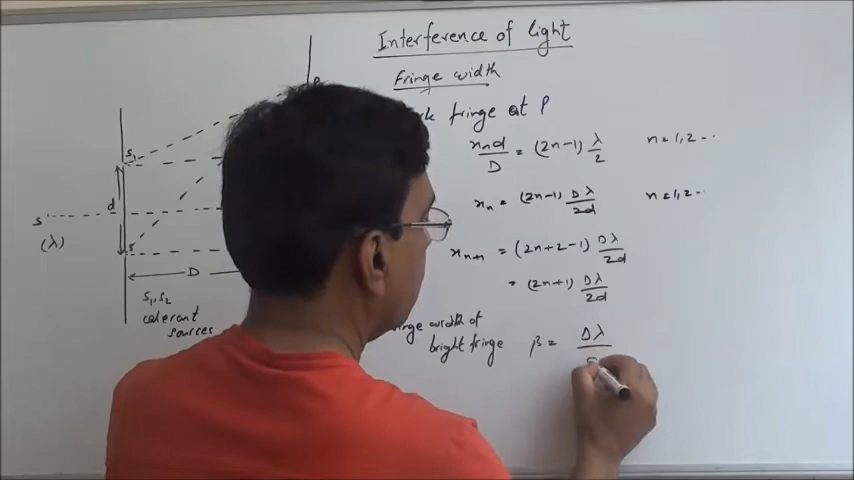 Interference of light
Fringe width
fringe at P
xₙd/D = (2n-1) λ/2 n=1,2 - -
xₙ = (2n-1) Dλ/2d n=1,2 - -
xₙ₊₁ = (2n+2-1) Dλ/2d
= (2n+1) Dλ/2d
width of
bright fringe β = Dλ
S₁
d
S
(λ)
D
S₁,S₂
coherent
sources